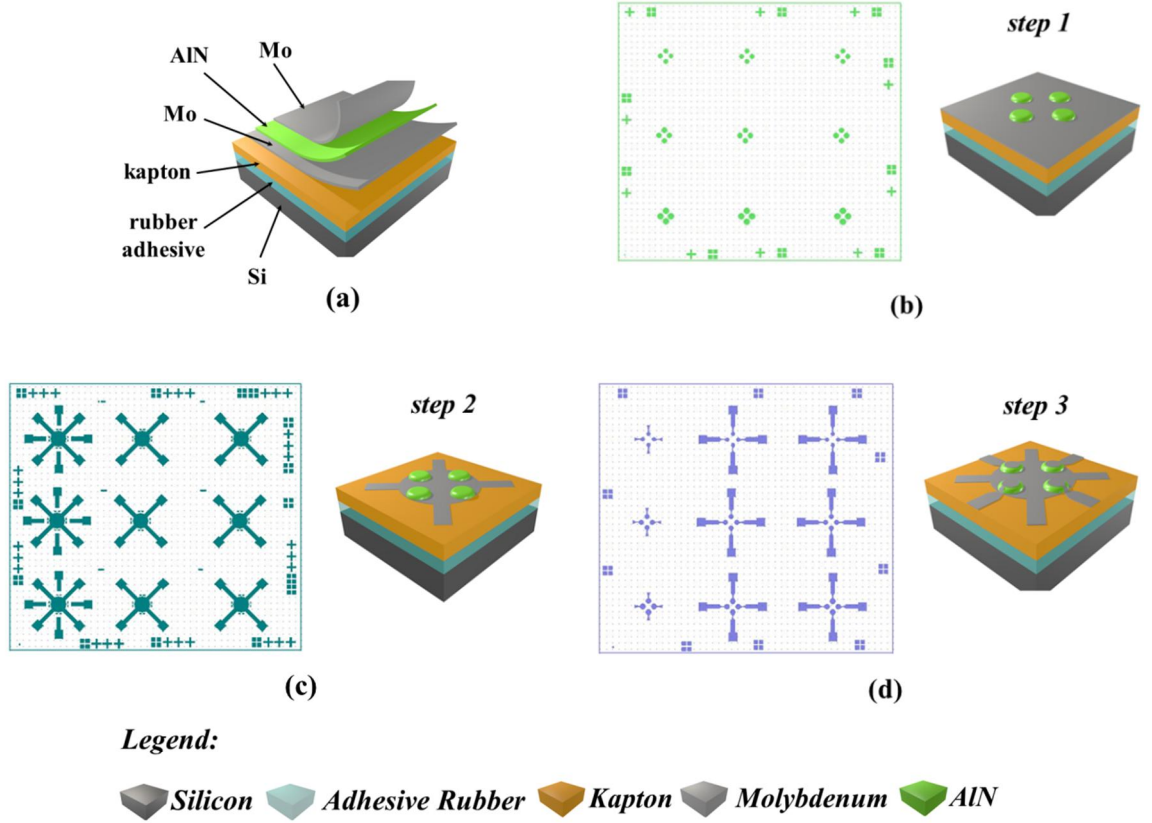 Mo
AlN
Mo
kapton
rubber
adhesive
Si
(a)
step 1
(b)
step 2
(c)
step 3
(d)
Legend:
Silicon
Adhesive Rubber
Kapton
Molybdenum
AlN